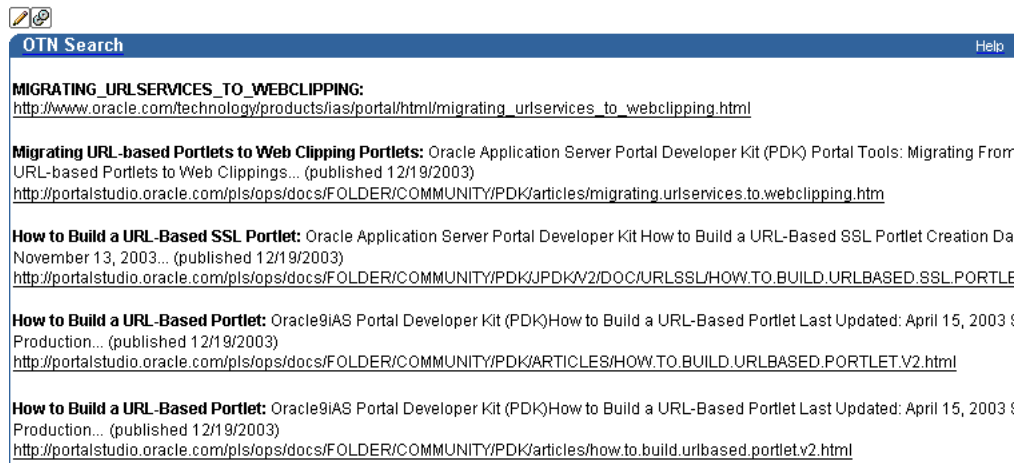 OTN Search Help
MIGRATING_URLSERVICES_TO_WEBCLIPPING:
http://www.oracle.com/technology/products/ias/portal/html/migrating_urlservices_to_webclipping.html
Migrating URL-based Portlets to Web Clipping Portlets: Oracle Application Server Portal Developer Kit (PDK) Portal Tools: Migrating From
URL-based Portlets to Web Clippings... (published 12/19/2003)
http://portalstudio.oracle.com/pls/ops/docs/FOLDER/COMMUNITY/PDK/articles/migrating.urlservices.to.webclipping.htm
How to Build a URL-Based SSL Portlet: Oracle Application Server Portal Developer Kit How to Build a URL-Based SSL Portlet Creation Da
November 13, 2003... (published 12/19/2003)
http://portalstudio.oracle.com/pls/ops/docs/FOLDER/COMMUNITY/PDK/JPDK/V2/DOC/URLSSL/HOW.TO.BUILD.URLBASED.SSL.PORTLE
How to Build a URL-Based Portlet: Oracle9iAS Portal Developer Kit (PDK)How to Build a URL-Based Portlet Last Updated: April 15, 2003
Production... (published 12/19/2003)
http://portalstudio.oracle.com/pls/ops/docs/FOLDER/COMMUNITY/PDK/ARTICLES/HOW.TO.BUILD.URLBASED.PORTLET.V2.html
How to Build a URL-Based Portlet: Oracle9iAS Portal Developer Kit (PDK)How to Build a URL-Based Portlet Last Updated: April 15, 2003
Production... (published 12/19/2003)
http://portalstudio.oracle.com/pls/ops/docs/FOLDER/COMMUNITY/PDK/articles/how.to.build.urlbased.portlet.v2.html